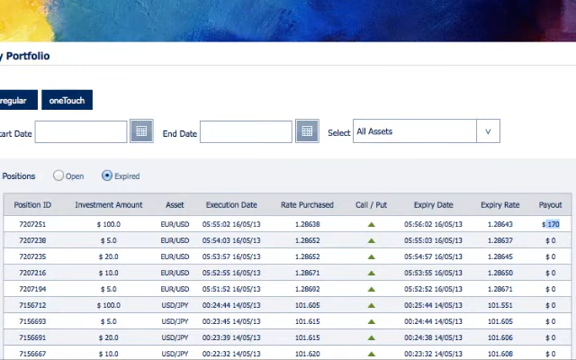 y Portfolio
regular oneTouch
tart Date End Date Select All Assets v
Positions Open Expired
Position ID Investment Amount Asset Execution Date Rate Purchased Call / Put Expiry Date Expiry Rate Payout
7207251 $ 100.0 EUR/USD 05:55:02 16/05/13 1.28638 05:56:02 16/05/13 1.28643 $ 170
7207238 $ 5.0 EUR/USD 05:54:03 16/05/13 1.28652 05:55:03 16/05/13 1.28637 $ 0
7207235 $ 20.0 EUR/USD 05:53:57 16/05/13 1.28652 05:54:57 16/05/13 1.28645 $ 0
7207216 $ 10.0 EUR/USD 05:52:55 16/05/13 1.28671 05:53:55 16/05/13 1.28650 $ 0
7207194 $ 5.0 EUR/USD 05:51:52 16/05/13 1.28692 05:52:52 16/05/13 1.28671 $ 0
7156712 $ 100.0 USD/JPY 00:24:44 14/05/13 101.605 00:25:44 14/05/13 101.551 $ 0
7156693 $ 5.0 USD/JPY 00:23:45 14/05/13 101.615 00:24:44 14/05/13 101.608 $ 0
7156691 $ 20.0 USD/JPY 00:23:39 14/05/13 101.615 00:24:38 14/05/13 101.606 $ 0
7156667 $ 10.0 USD/JPY 00:22:32 14/05/13 101.620 00:23:32 14/05/13 101.613 $ 0